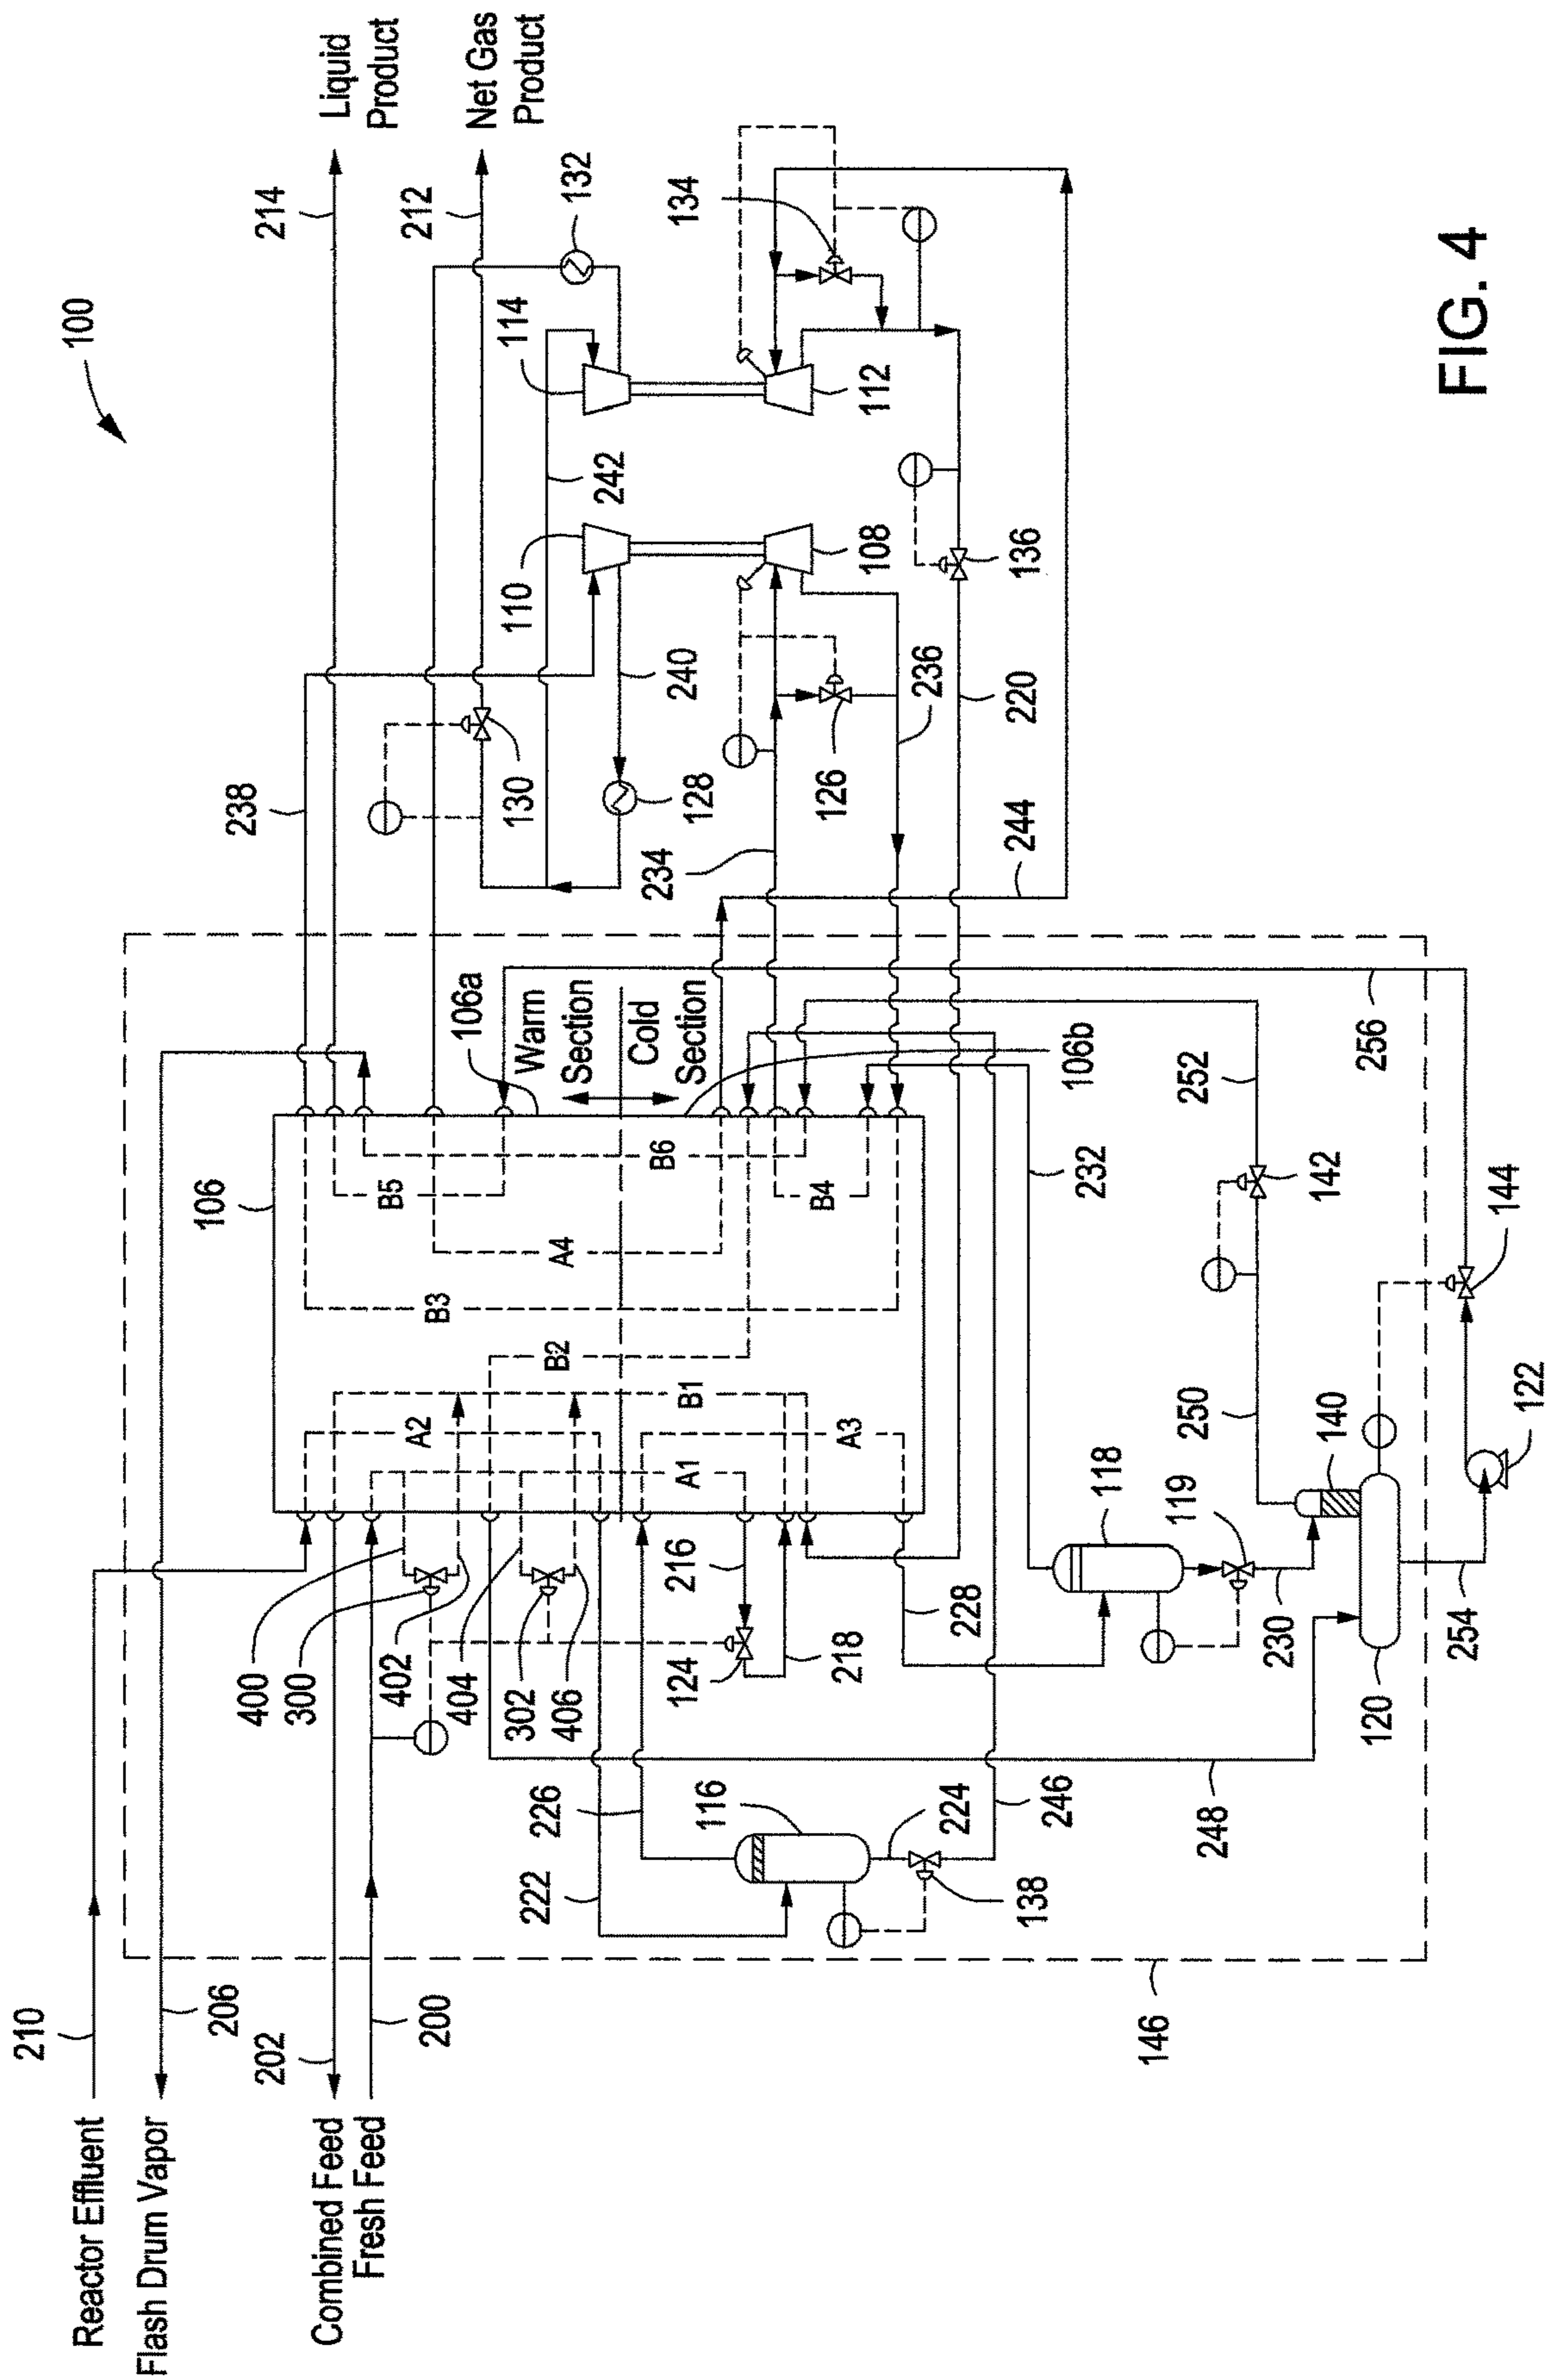 210
100
Reactor Effluent
Flash Drum Vapor
106
206
238
400
202
214
300
Combined Feed
Liquid
Product
Fresh Feed
B5
402
A2
B3
212
200
404
106a
Net Gas
Product
130
114
302
Warm
Section
110
222
226
B2
A4
406
242
132
Cold
Section
216
A1
B1
B6
234
240
128
124
134
116
106b
B4
126
218
A3
108
112
224
228
236
138
136
246
118
220
244
232
119
146
248
230
250
252
140
142
120
256
254
144
122
FIG. 4